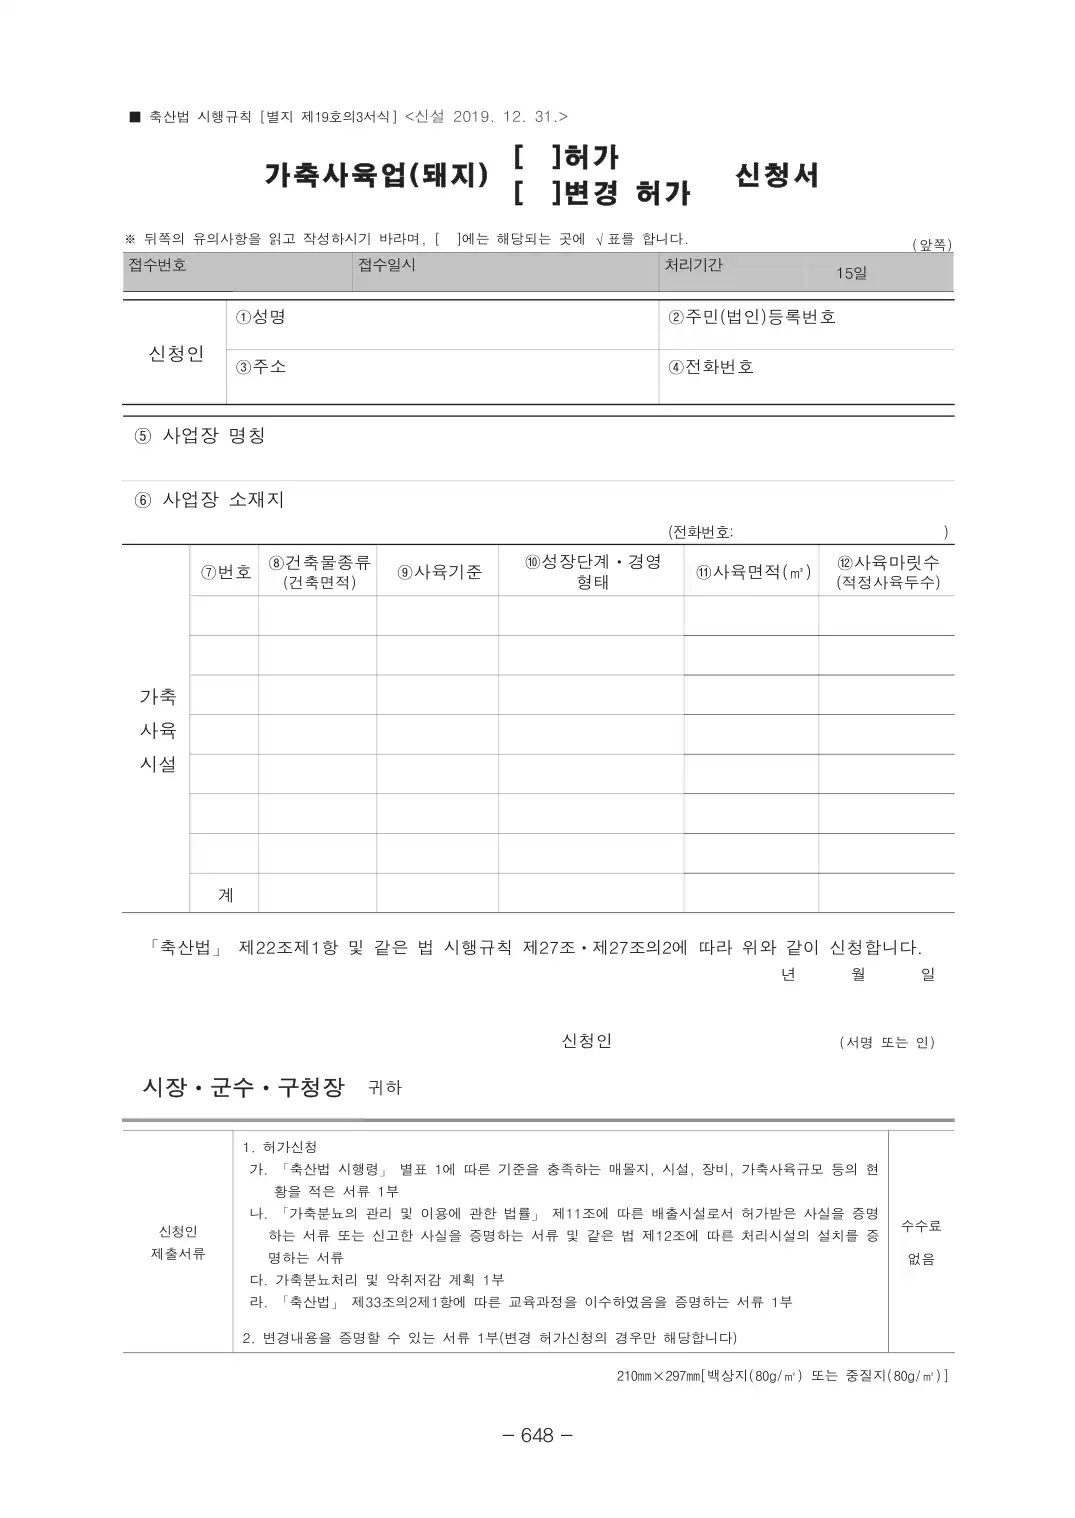 ■ 축산법 시행규칙 [별지 제19호의3서식] <신설 2019. 12. 31.>
가축사육업(돼지) [ ]허가 신청서
[ ]변경 허가
※ 뒤쪽의 유의사항을 읽고 작성하시기 바라며, [ ]에는 해당되는 곳에 √표를 합니다.
(앞쪽)
접수번호 접수일시 처리기간 15일
신청인 ①성명 ②주민(법인)등록번호
③주소 ④전화번호
⑤ 사업장 명칭
⑥ 사업장 소재지
(전화번호: )
⑦번호 ⑧건축물종류 ⑨사육기준 ⑩성장단계・경영 ⑪사육면적(㎡) ⑫사육마릿수
(건축면적) 형태 (적정사육두수)
가축
사육
시설
계
「축산법」 제22조제1항 및 같은 법 시행규칙 제27조・제27조의2에 따라 위와 같이 신청합니다.
년 월 일
신청인 (서명 또는 인)
시장・군수・구청장 귀하
신청인
제출서류
1. 허가신청
가. 「축산법 시행령」 별표 1에 따른 기준을 충족하는 매몰지, 시설, 장비, 가축사육규모 등의 현
황을 적은 서류 1부
나. 「가축분뇨의 관리 및 이용에 관한 법률」 제11조에 따른 배출시설로서 허가받은 사실을 증명
하는 서류 또는 신고한 사실을 증명하는 서류 및 같은 법 제12조에 따른 처리시설의 설치를 증
명하는 서류
다. 가축분뇨처리 및 악취저감 계획 1부
라. 「축산법」 제33조의2제1항에 따른 교육과정을 이수하였음을 증명하는 서류 1부
2. 변경내용을 증명할 수 있는 서류 1부(변경 허가신청의 경우만 해당합니다)
수수료
없음
210㎜×297㎜[백상지(80g/㎡) 또는 중질지(80g/㎡)]
- 648 -